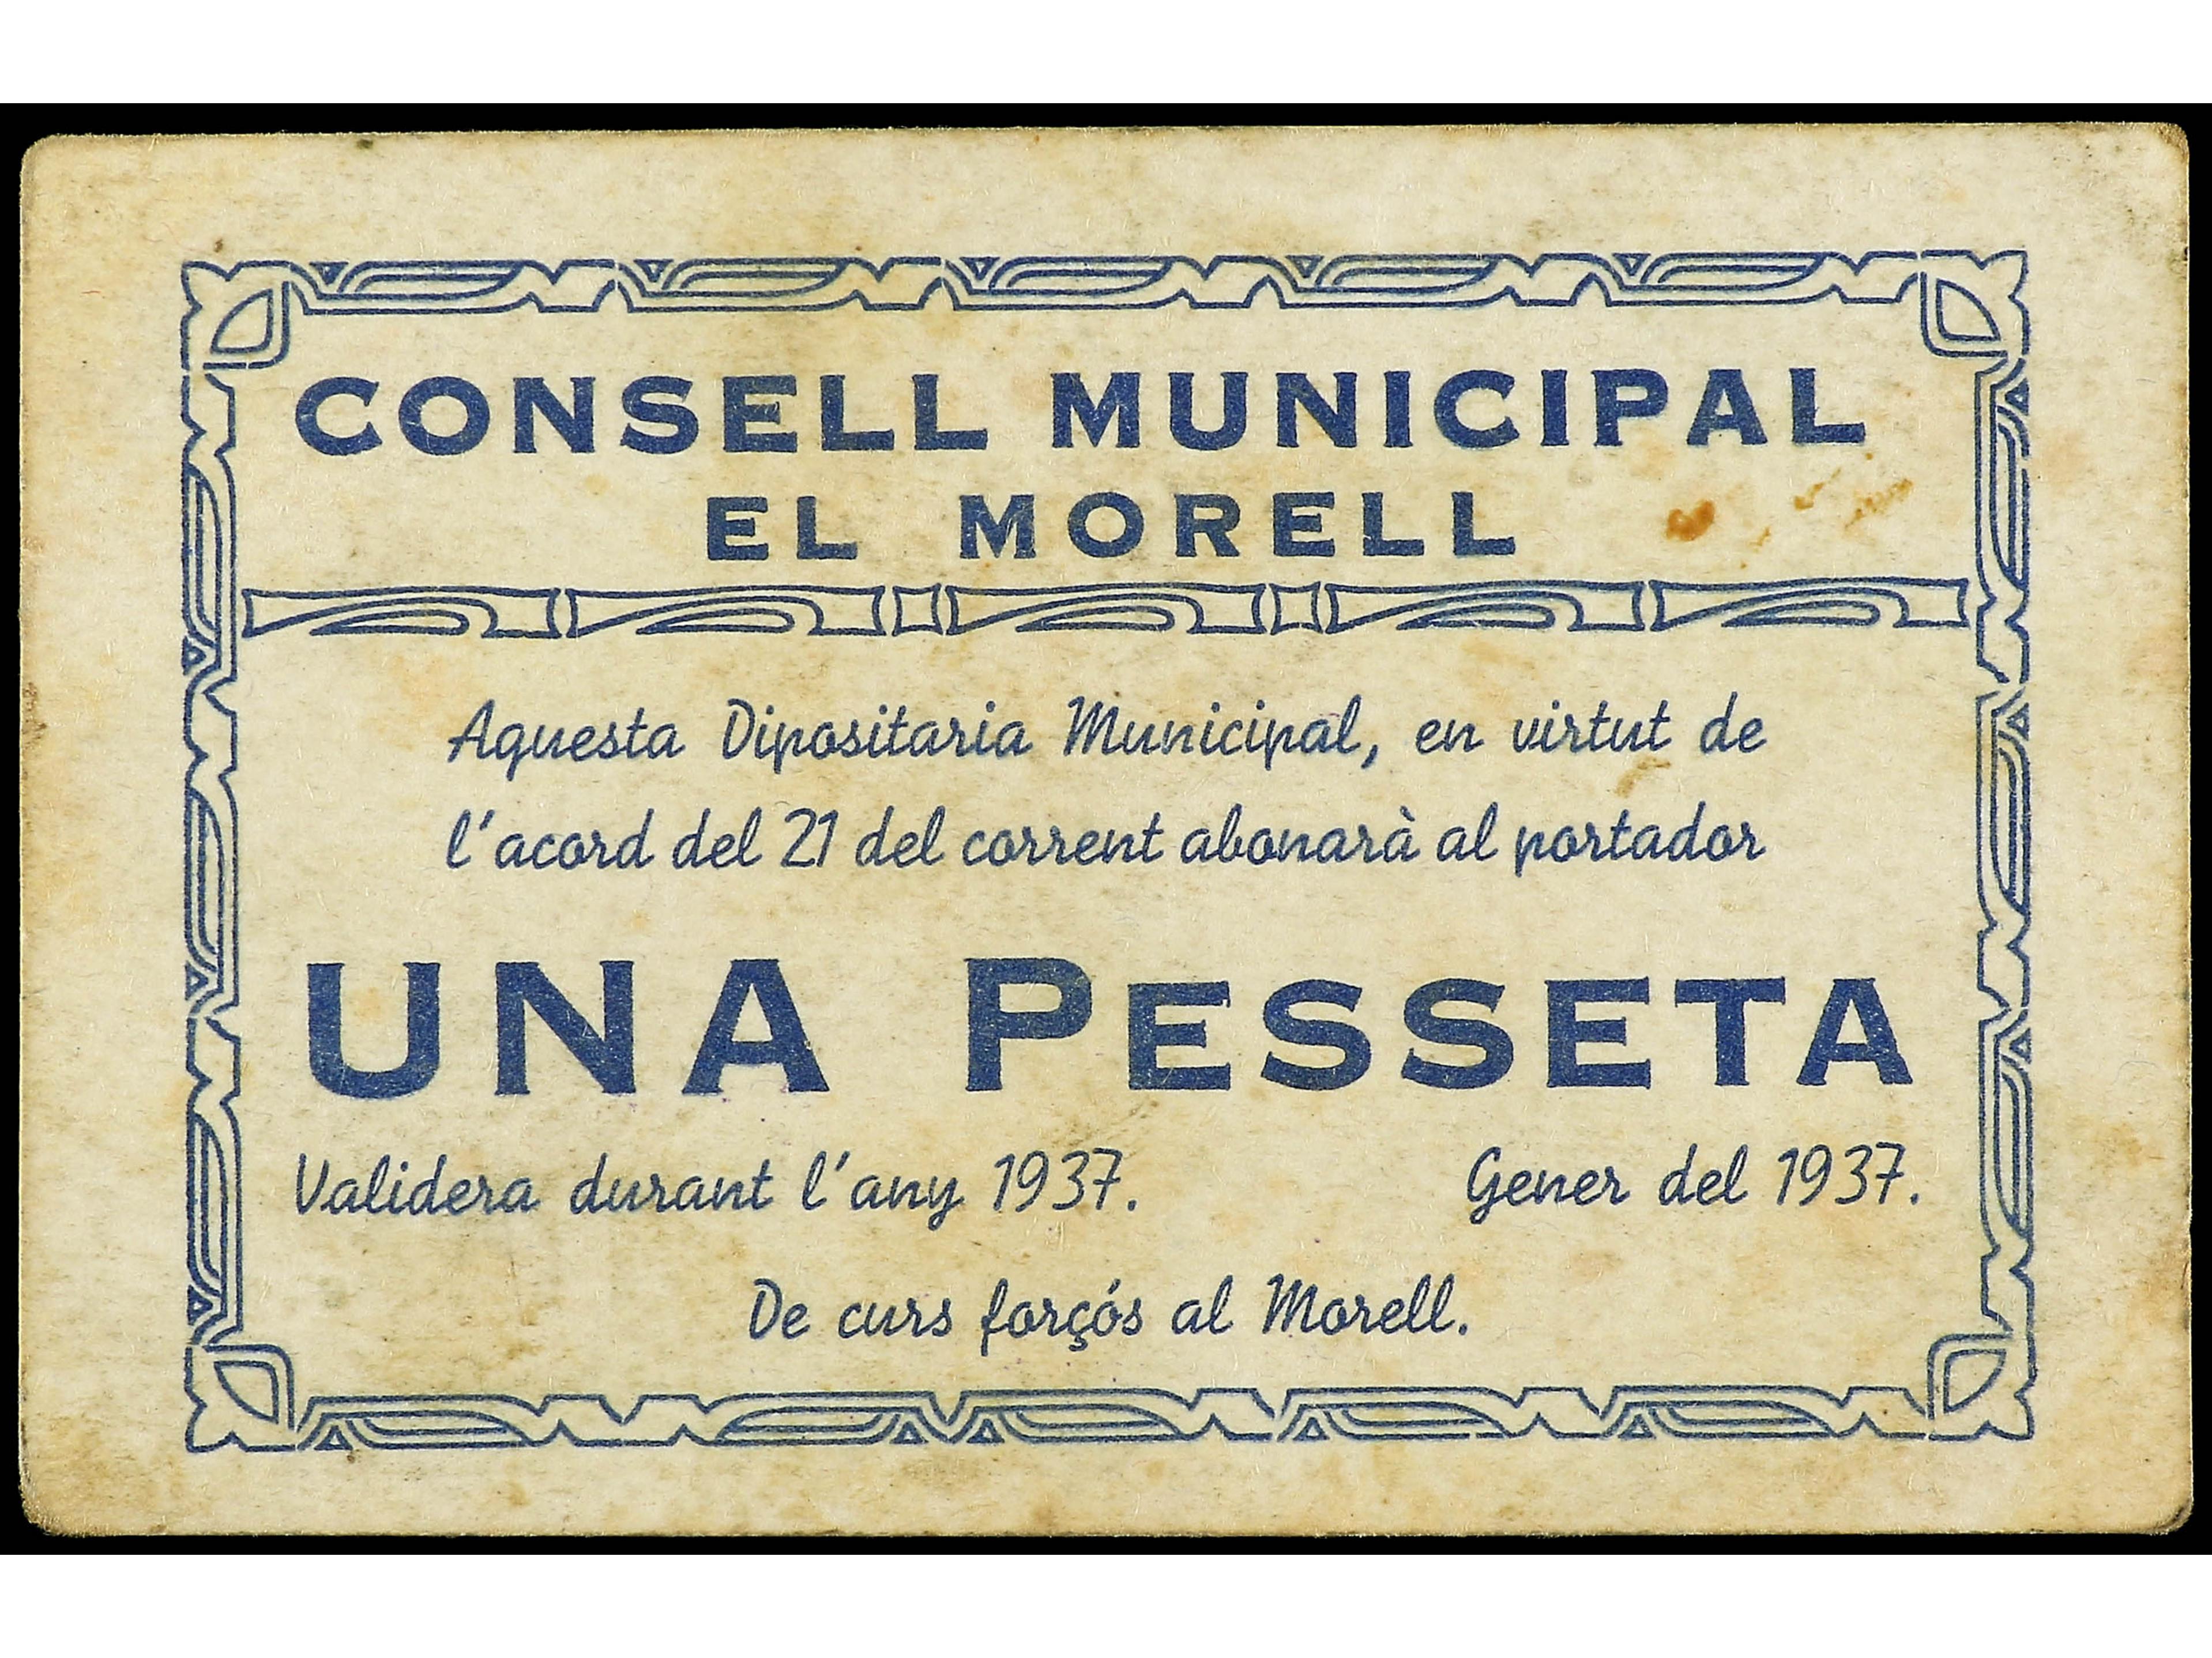 CONSELL MUNICIPAL
EL MORELL
Aquesta Dipositaria Municipal, en virtut de
l'acord del 21 del corrent abonarà al portador
UNA PESSETA
Validera durant l'any 1937. Gener del 1937.
De curs forçós al Morell.